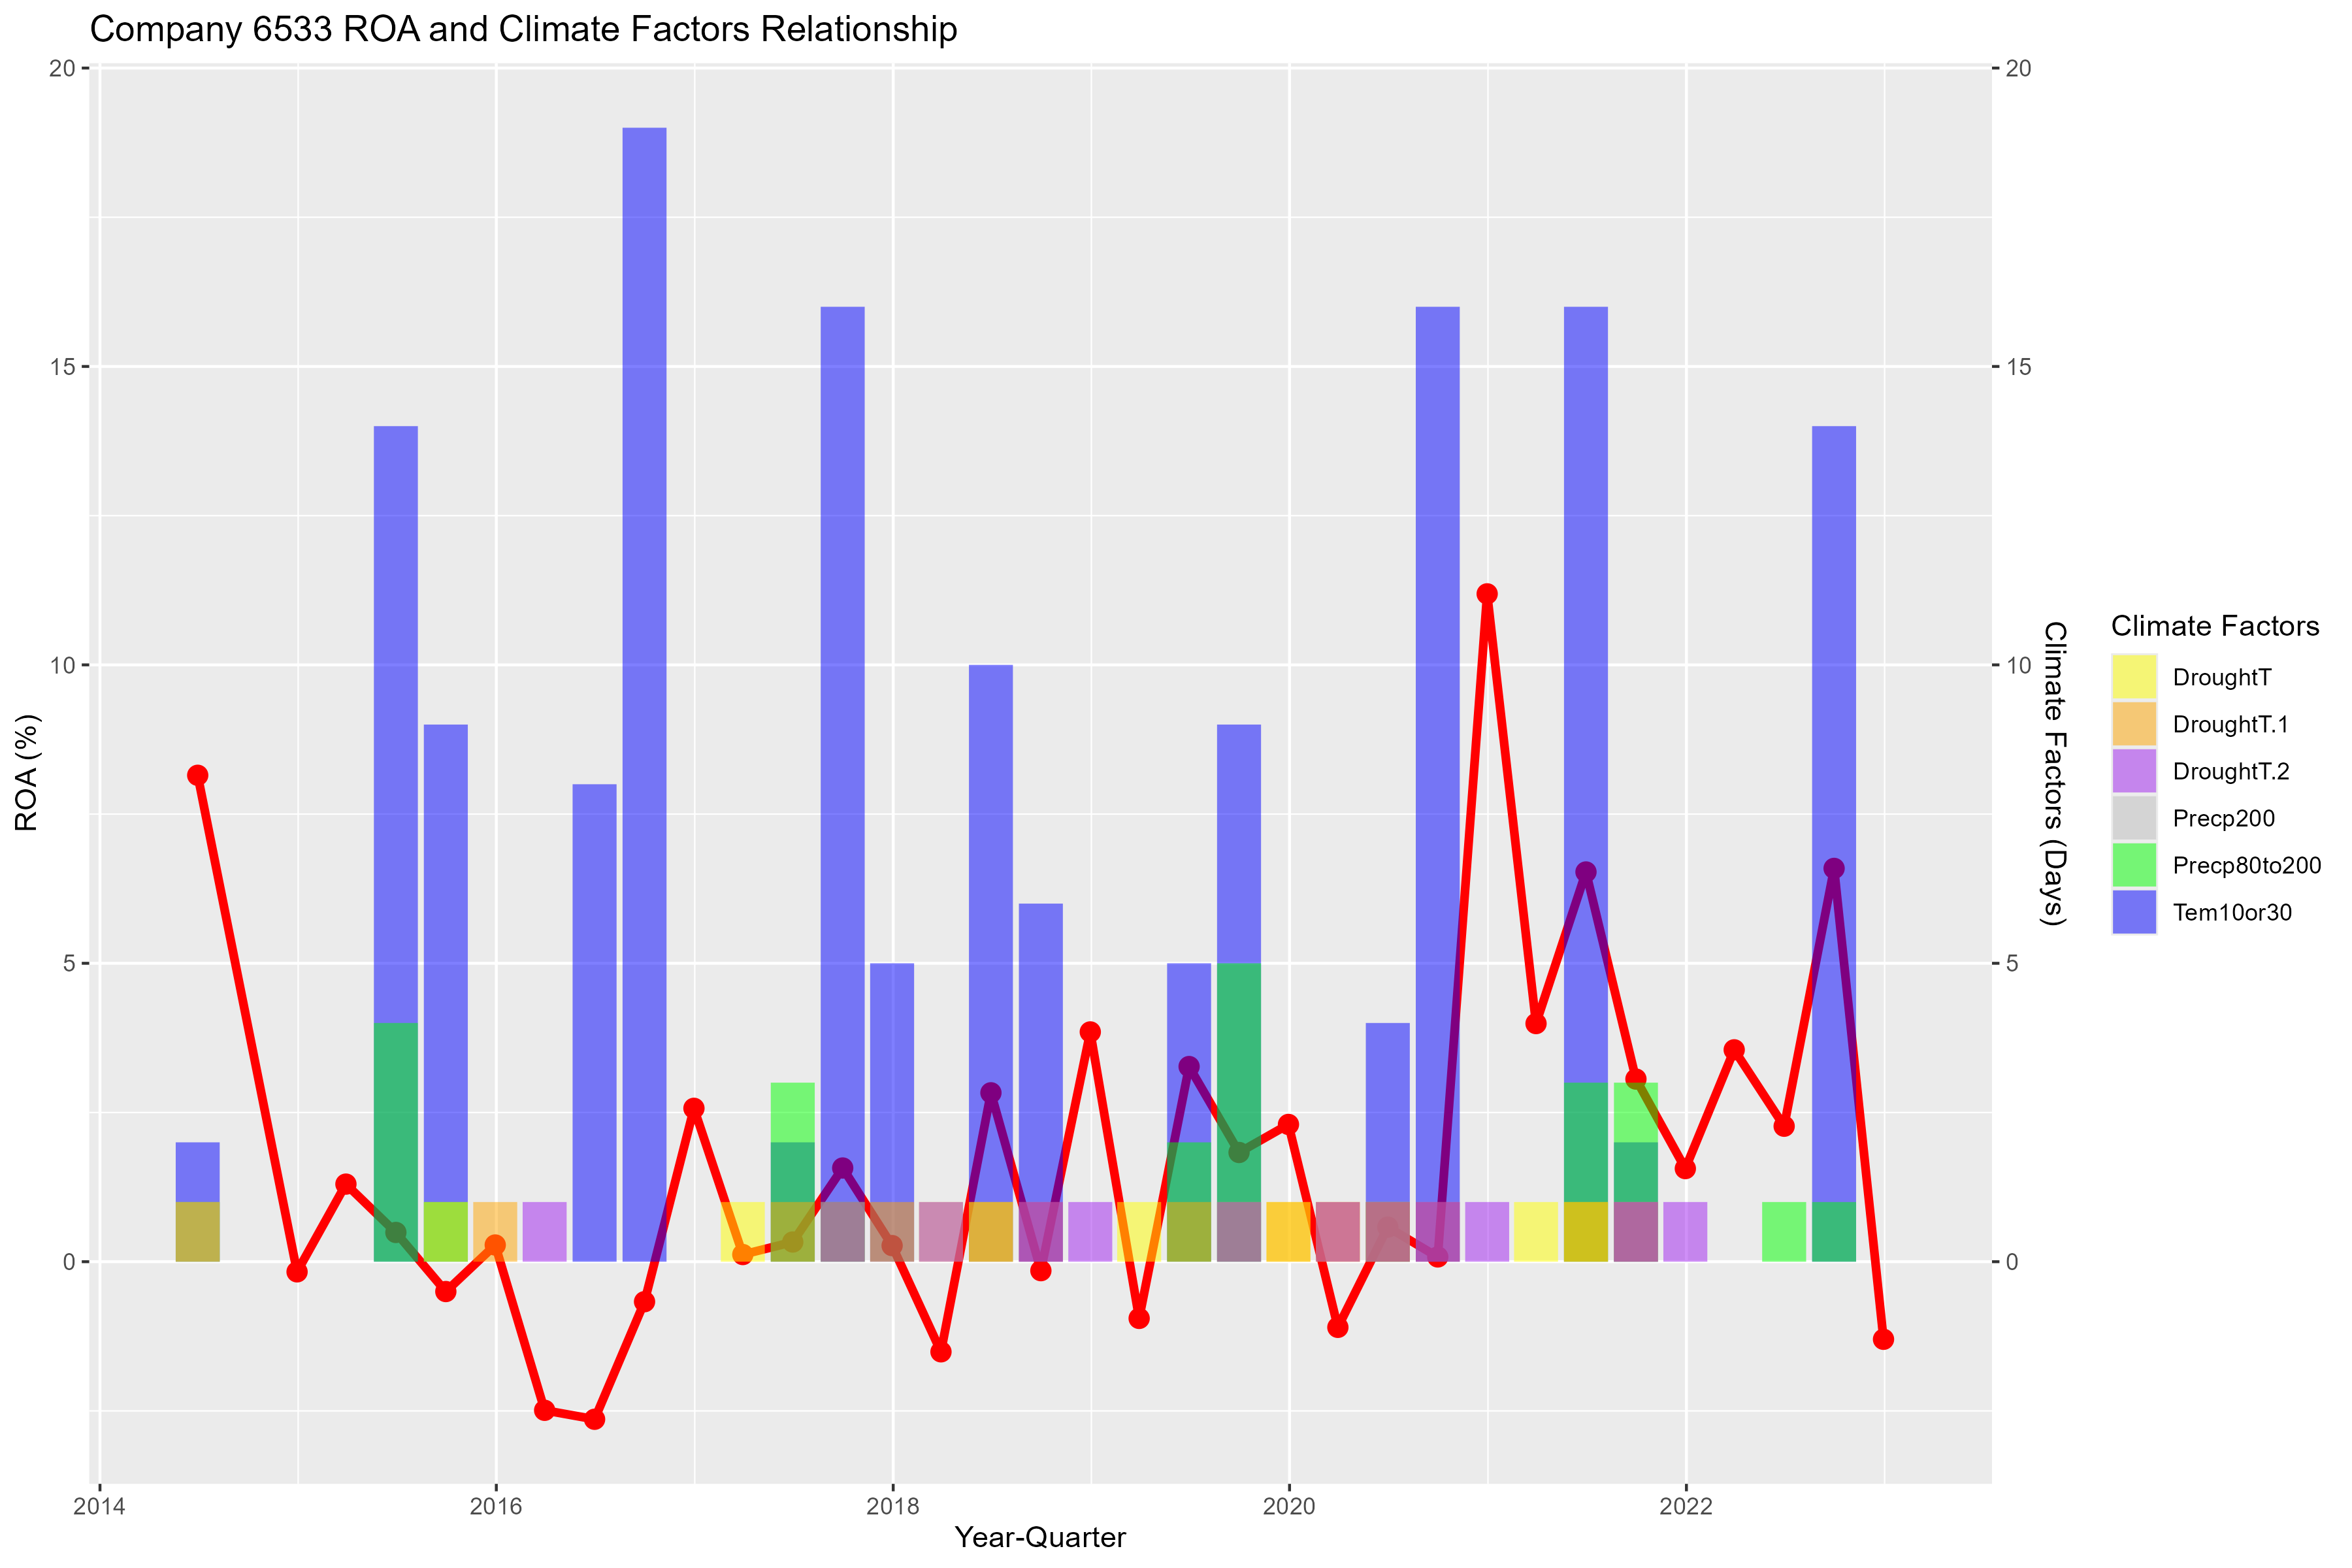 Company 6533 ROA and Climate Factors Relationship
20
15
10
5
0
ROA (%)
20
15
10
5
0
Climate Factors (Days)
2014
2016
2018
2020
2022
Year-Quarter
Climate Factors
DroughtT
DroughtT.1
DroughtT.2
Precp200
Precp80to200
Tem10or30